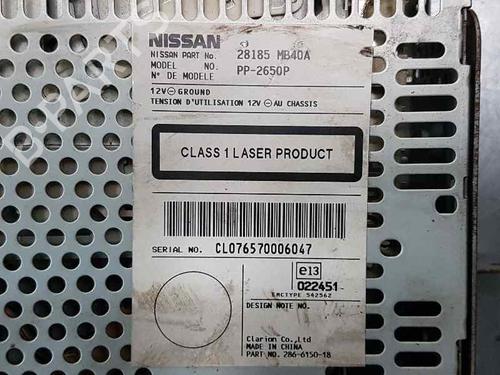 NISSAN
NISSAN PART No. 28185 MB40A
MODEL NO. PP-2650P
N° DE MODELE
12V ⊖ GROUND
TENSION D'UTILISATION 12V ⊖ AU CHASSIS
CLASS 1 LASER PRODUCT
SERIAL NO. CL076570006047
e13
022451
EMCTYPE 542562
DESIGN NOTE NO.
Clarion Co.,Ltd
MADE IN CHINA
PART NO. 286-6150-18